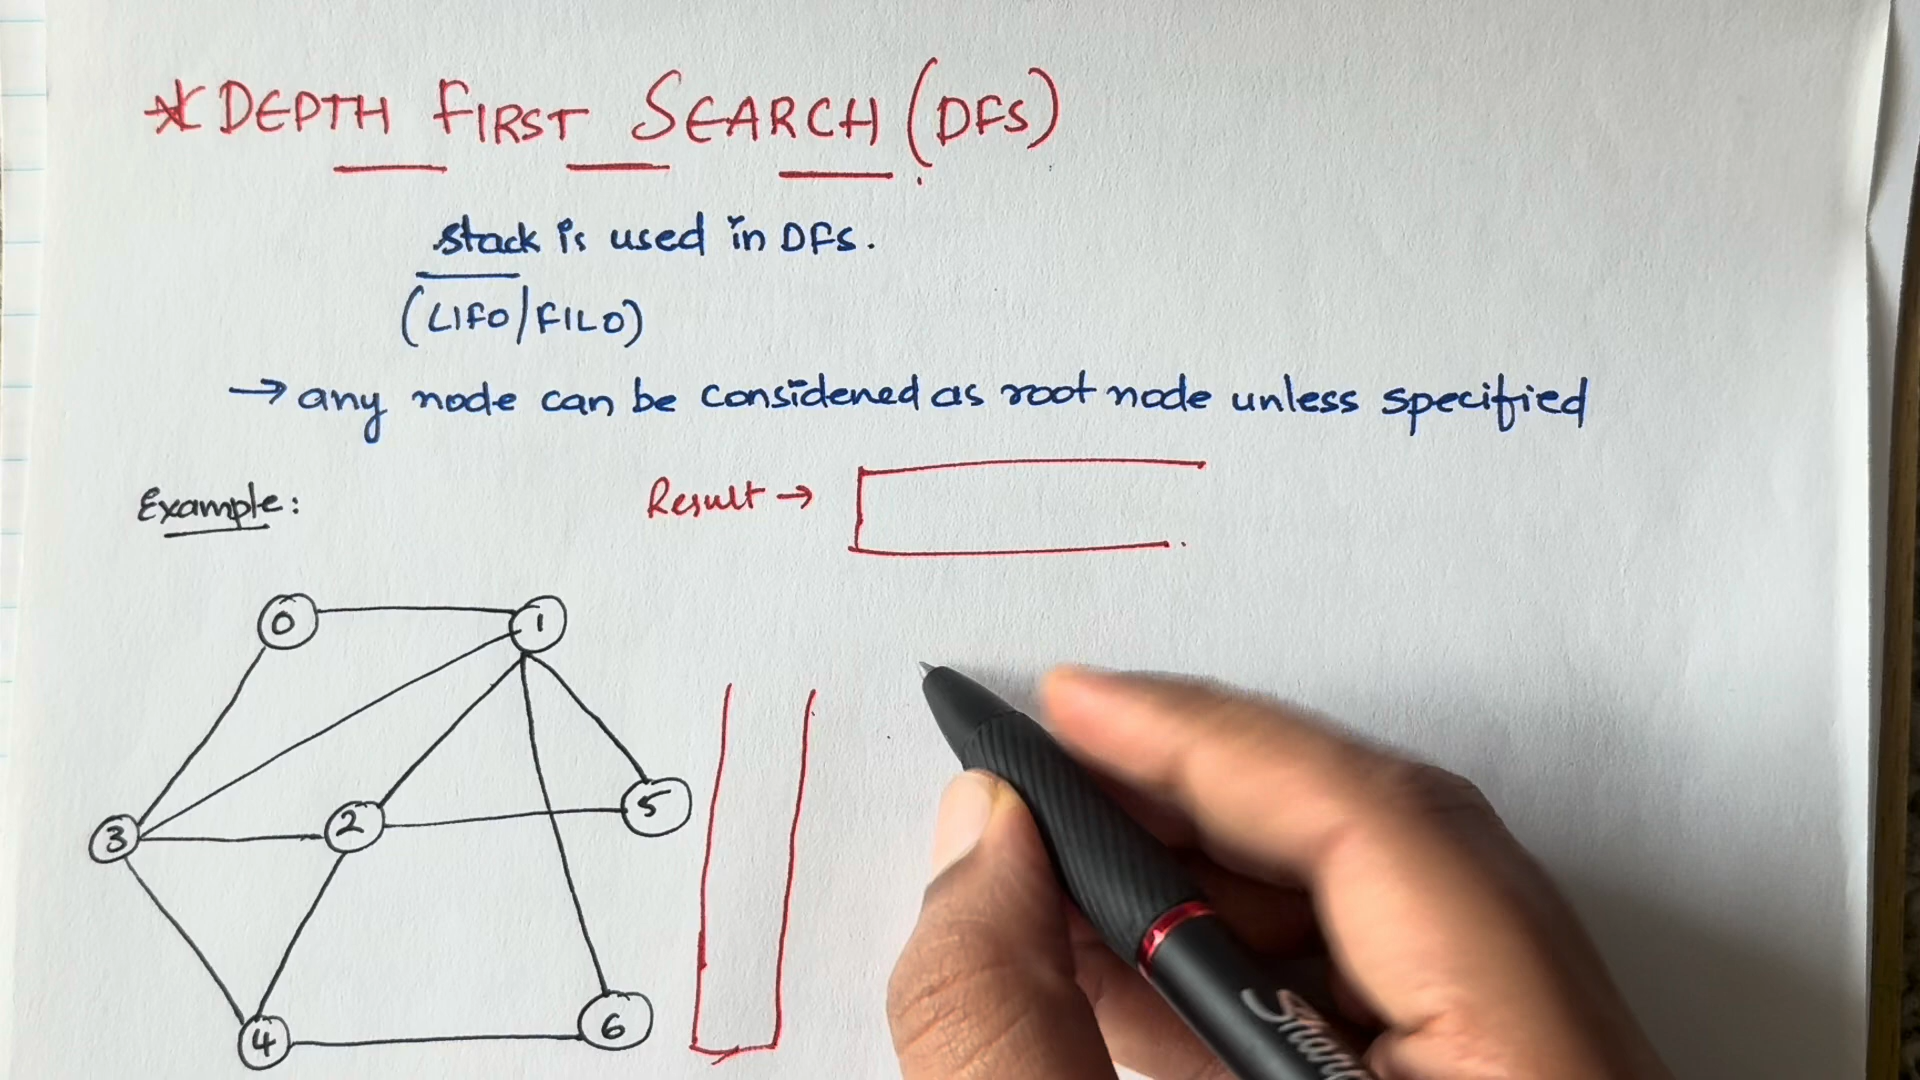 * DEPTH FIRST SEARCH (DFS)
stack is used in DFS.
(LIFO/FILO)
→ any node can be considened as root node unless specified
Example:
Result →
0
1
3
2
5
4
6